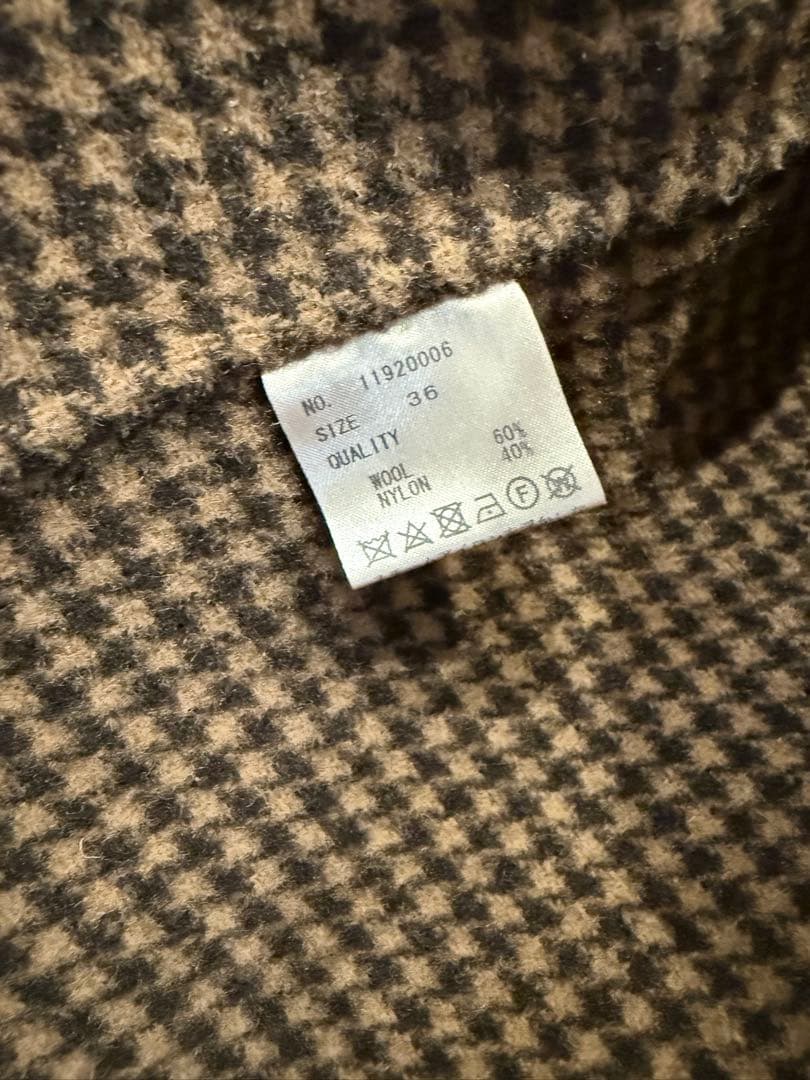 NO. 11920006
SIZE 36
QUALITY
WOOL 60%
NYLON 40%
F W